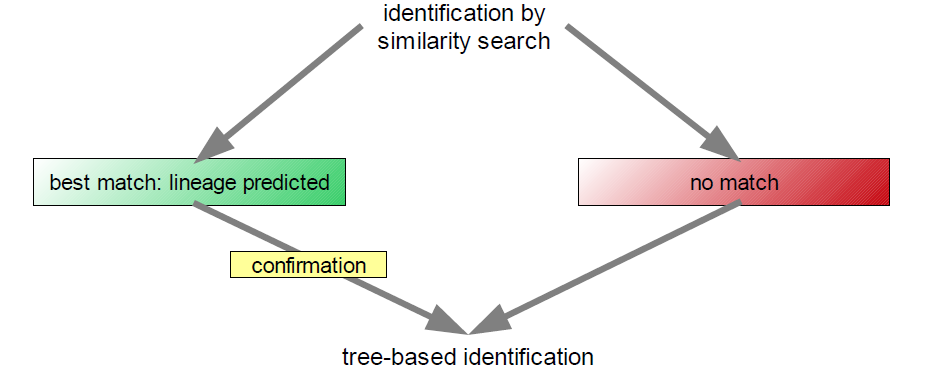 identification by
similarity search
best match: lineage predicted
no match
confirmation
tree-based identification